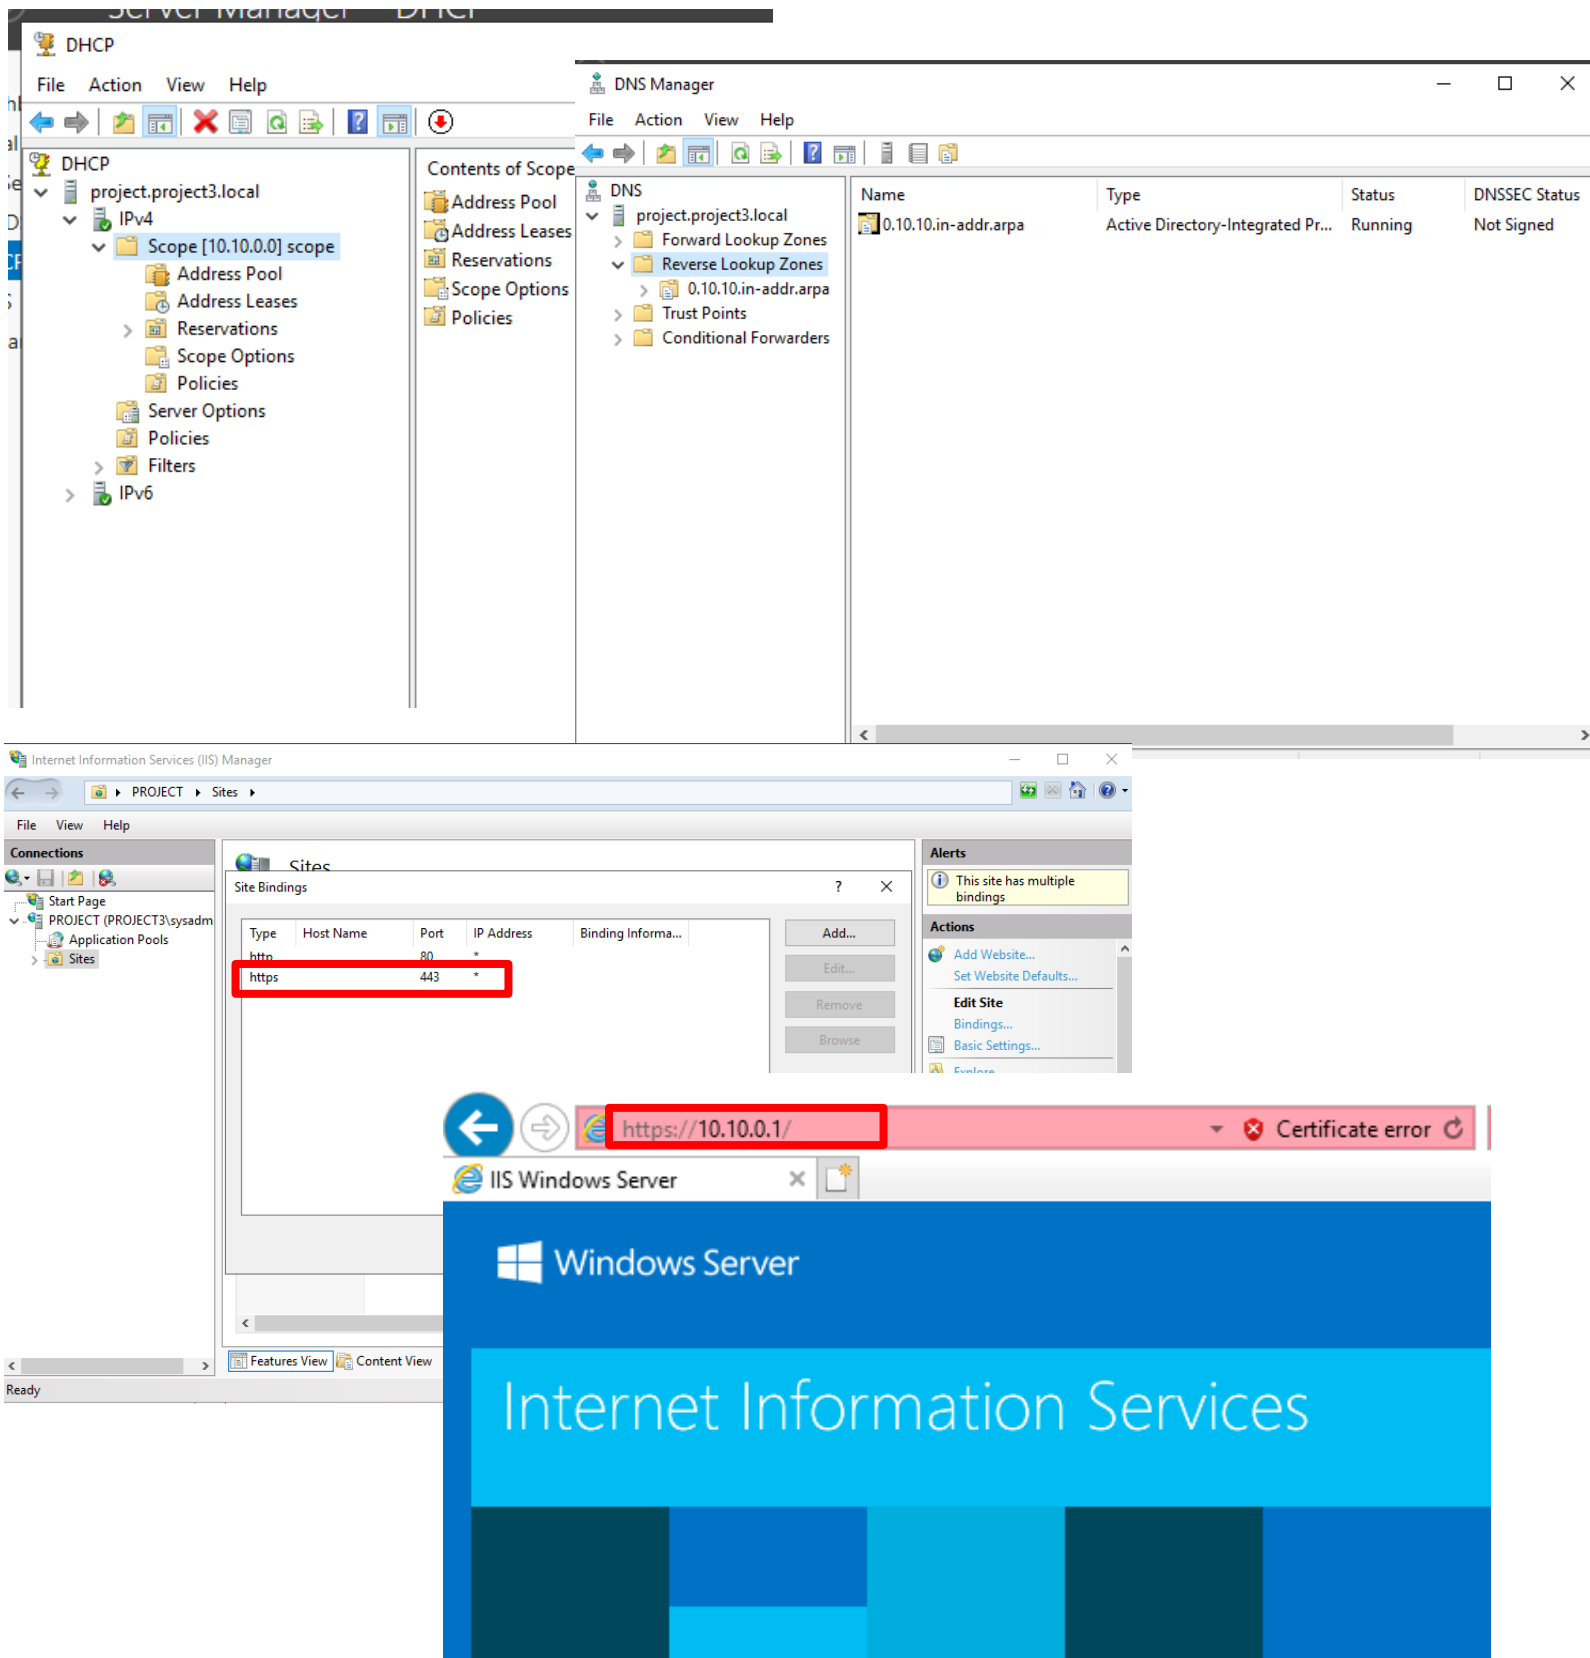 Server Manager DHCP
DHCP
File Action View Help
DHCP
project.project3.local
IPv4
Scope [10.10.0.0] scope
Address Pool
Address Leases
Reservations
Scope Options
Policies
Server Options
Policies
Filters
IPv6
Contents of Scope
Address Pool
Address Leases
Reservations
Scope Options
Policies
DNS Manager
File Action View Help
DNS
project.project3.local
Forward Lookup Zones
Reverse Lookup Zones
0.10.10.in-addr.arpa
Trust Points
Conditional Forwarders
Name Type Status DNSSEC Status
0.10.10.in-addr.arpa Active Directory-Integrated Pr... Running Not Signed
Internet Information Services (IIS) Manager
PROJECT Sites
File View Help
Connections
Start Page
PROJECT (PROJECT3\sysadm
Application Pools
Sites
Sites
Site Bindings
Type Host Name Port IP Address Binding Informa...
http 80 *
https 443 *
Add...
Edit...
Remove
Browse
Features View Content View
Ready
Alerts
This site has multiple
bindings
Actions
Add Website...
Set Website Defaults...
Edit Site
Bindings...
Basic Settings...
Explore
https://10.10.0.1/ Certificate error
IIS Windows Server
Windows Server
Internet Information Services